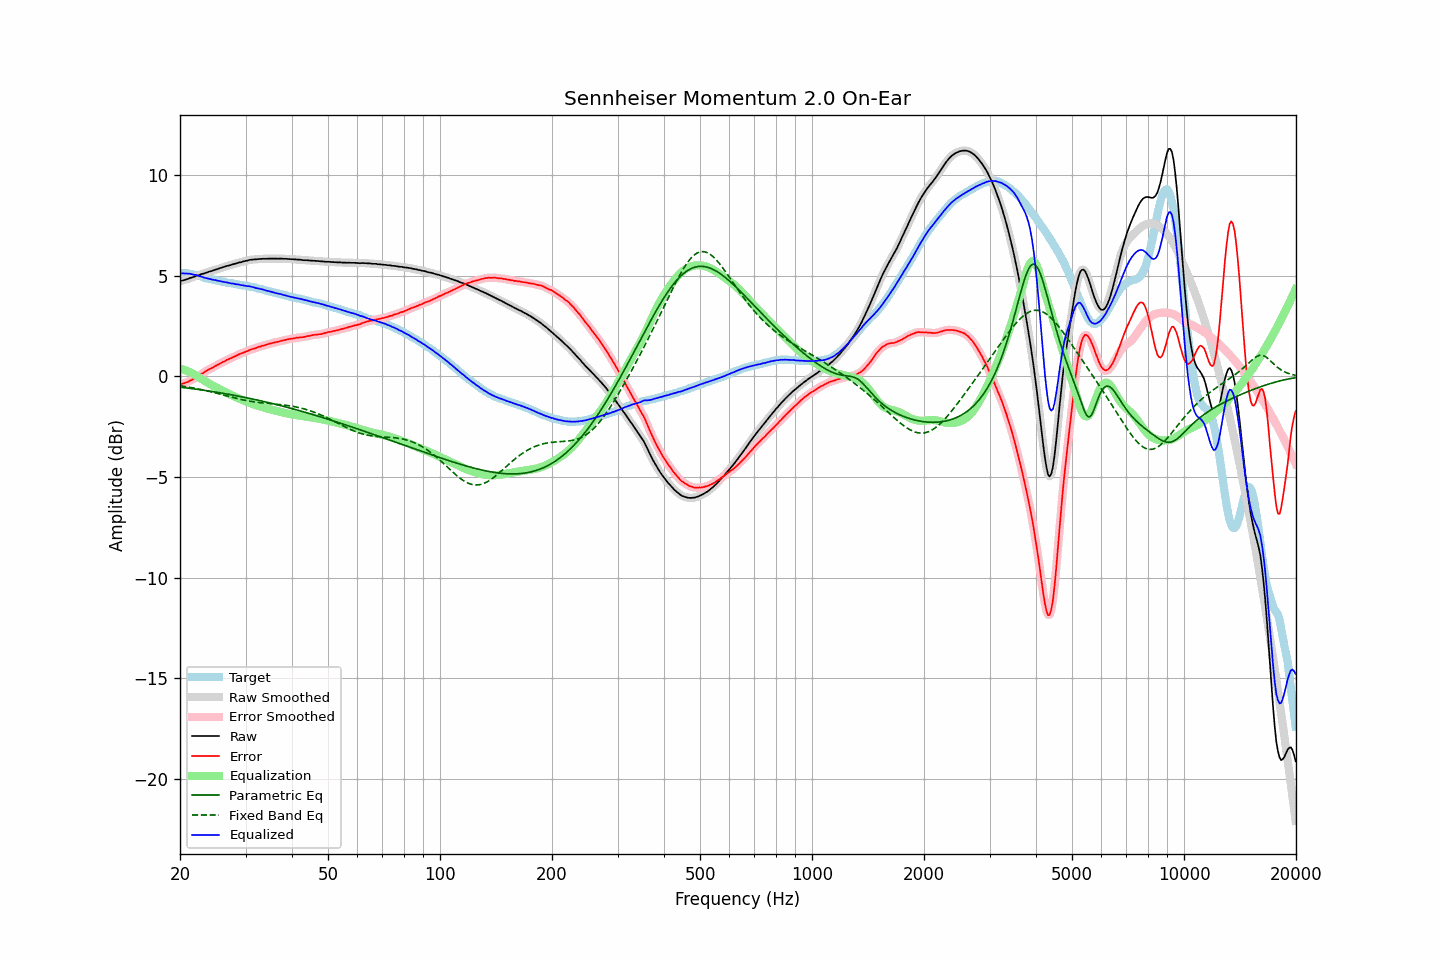 Sennheiser Momentum 2.0 On-Ear
Amplitude (dBr)
10
5
0
−5
−10
−15
−20
Target
Raw Smoothed
Error Smoothed
Raw
Error
Equalization
Parametric Eq
Fixed Band Eq
Equalized
20
50
100
200
500
1000
2000
5000
10000
20000
Frequency (Hz)